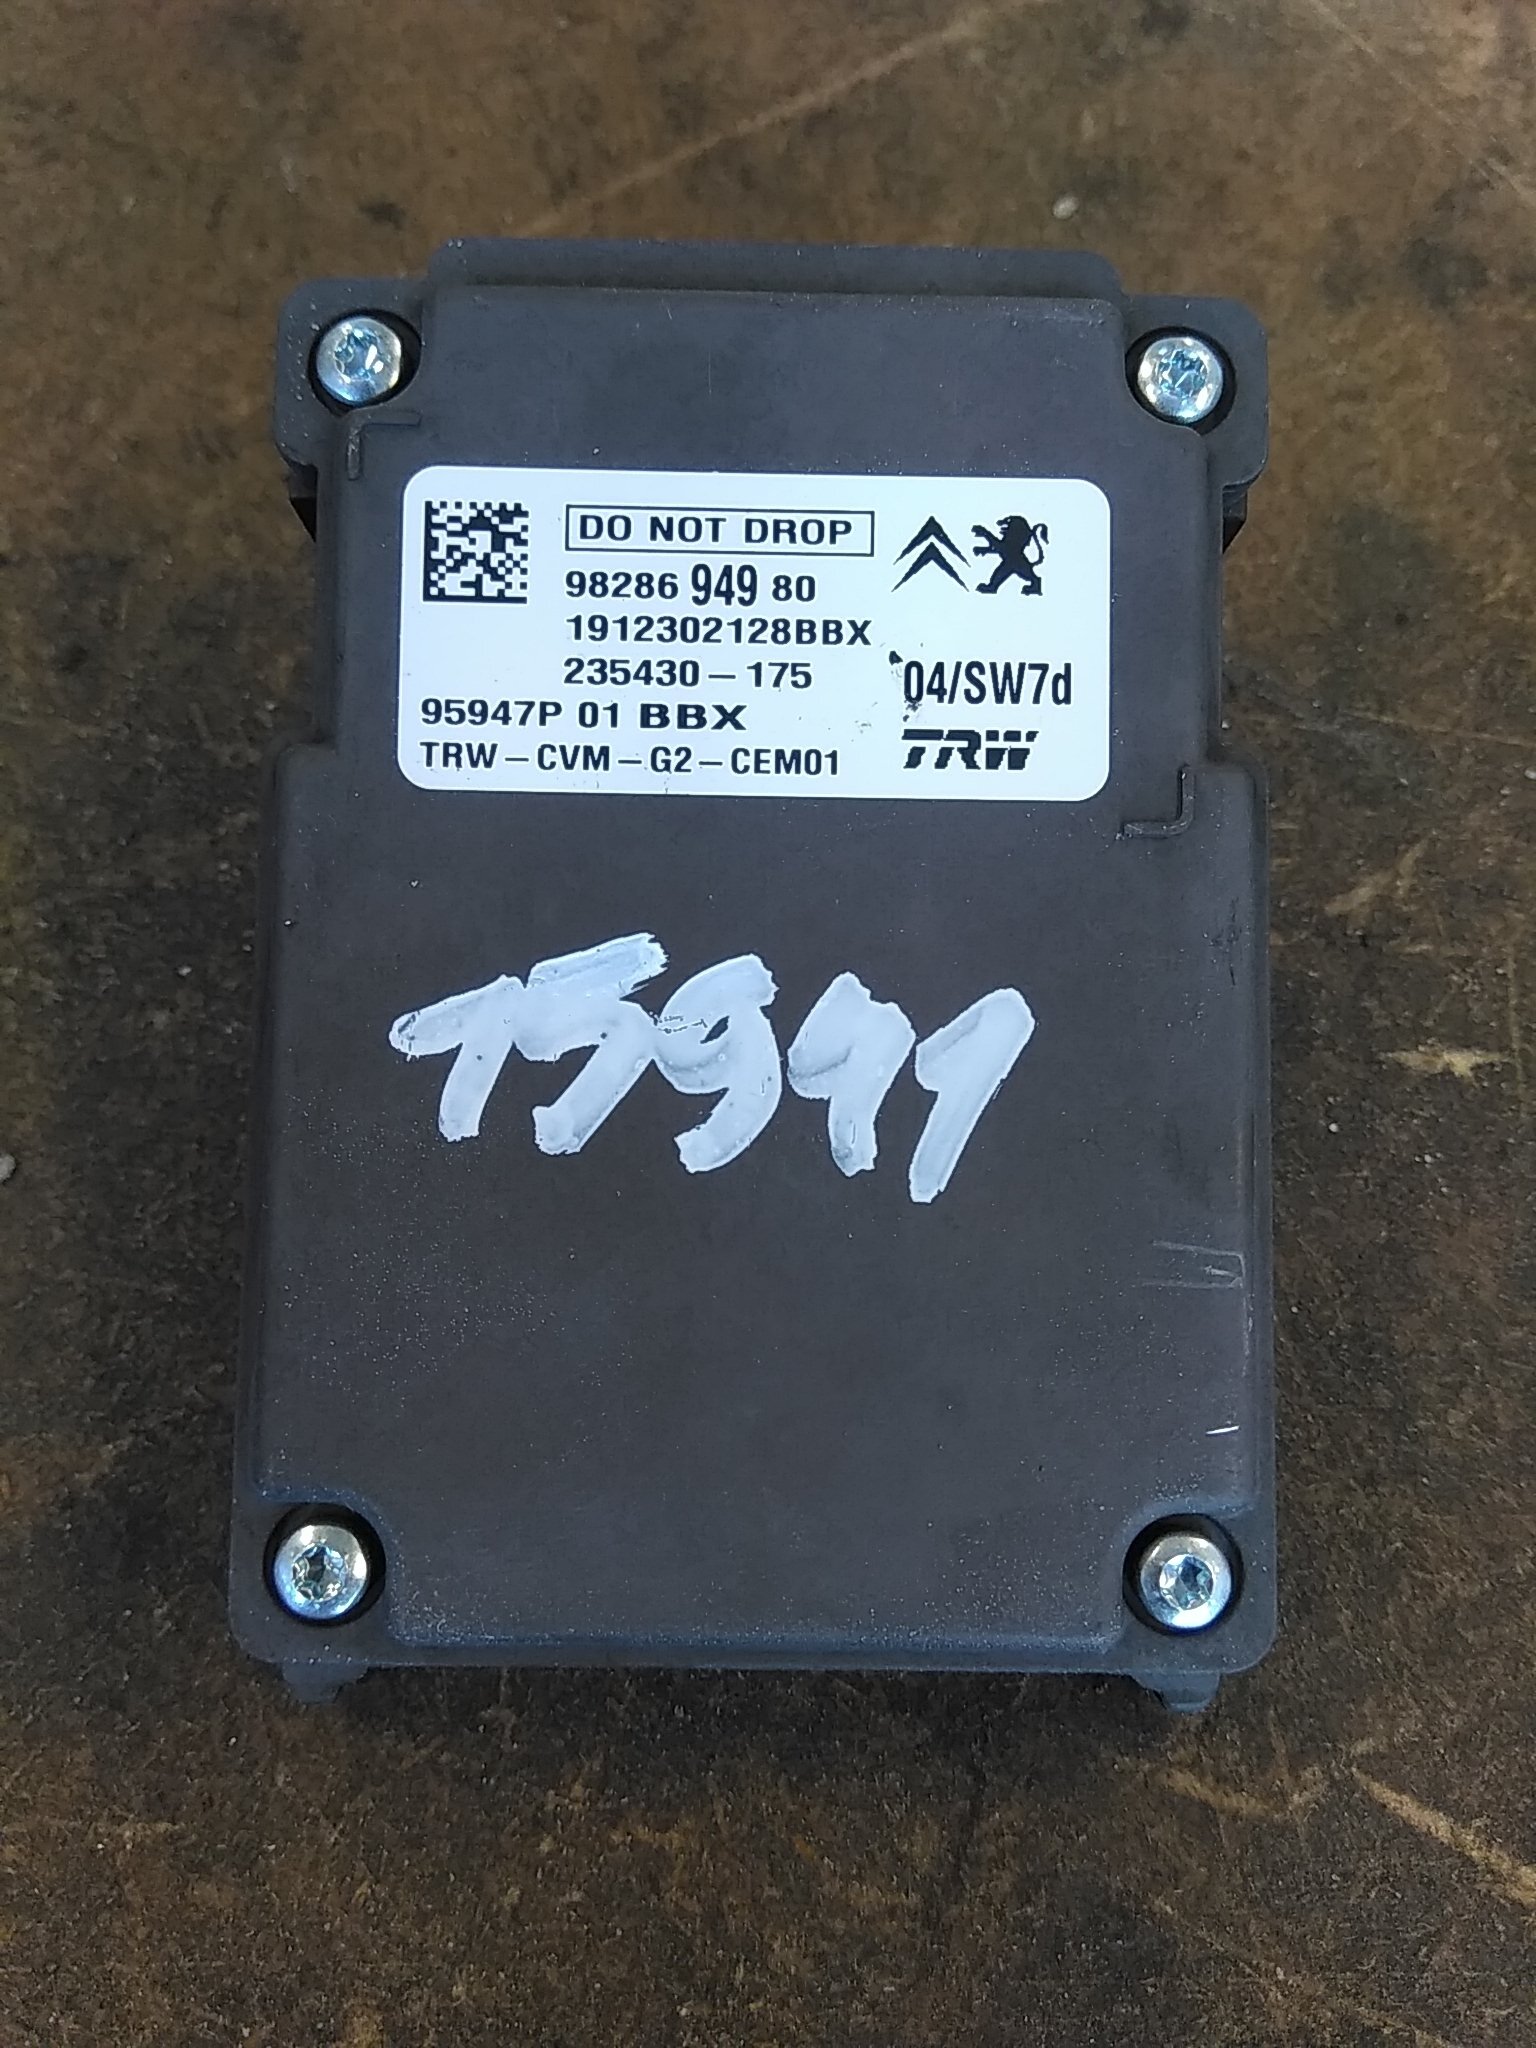 DO NOT DROP
98286 949 80
1912302128BBX
235430-175
04/SW7d
95947P 01 BBX
TRW-CVM-G2-CEM01
TRW